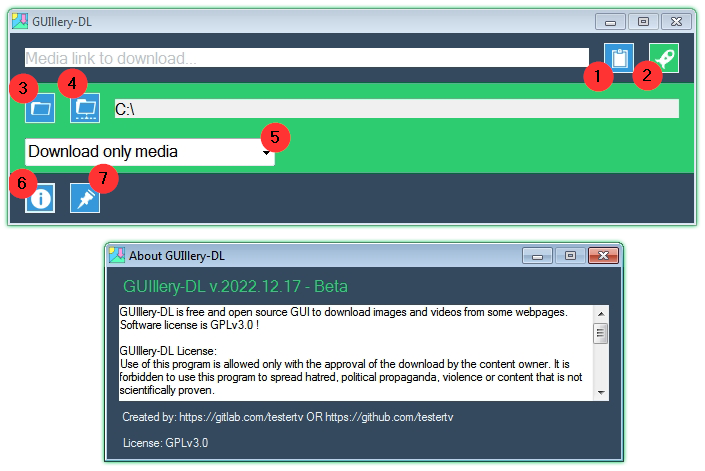 GUIllery-DL
Media link to download...
1
2
3
4
C:\
Download only media
5
6
7
About GUIllery-DL
GUIllery-DL v.2022.12.17 - Beta
GUIllery-DL is free and open source GUI to download images and videos from some webpages.
Software license is GPLv3.0 !
GUIllery-DL License:
Use of this program is allowed only with the approval of the download by the content owner. It is
forbidden to use this program to spread hatred, political propaganda, violence or content that is not
scientifically proven.
Created by: https://gitlab.com/testertv OR https://github.com/testertv
License: GPLv3.0